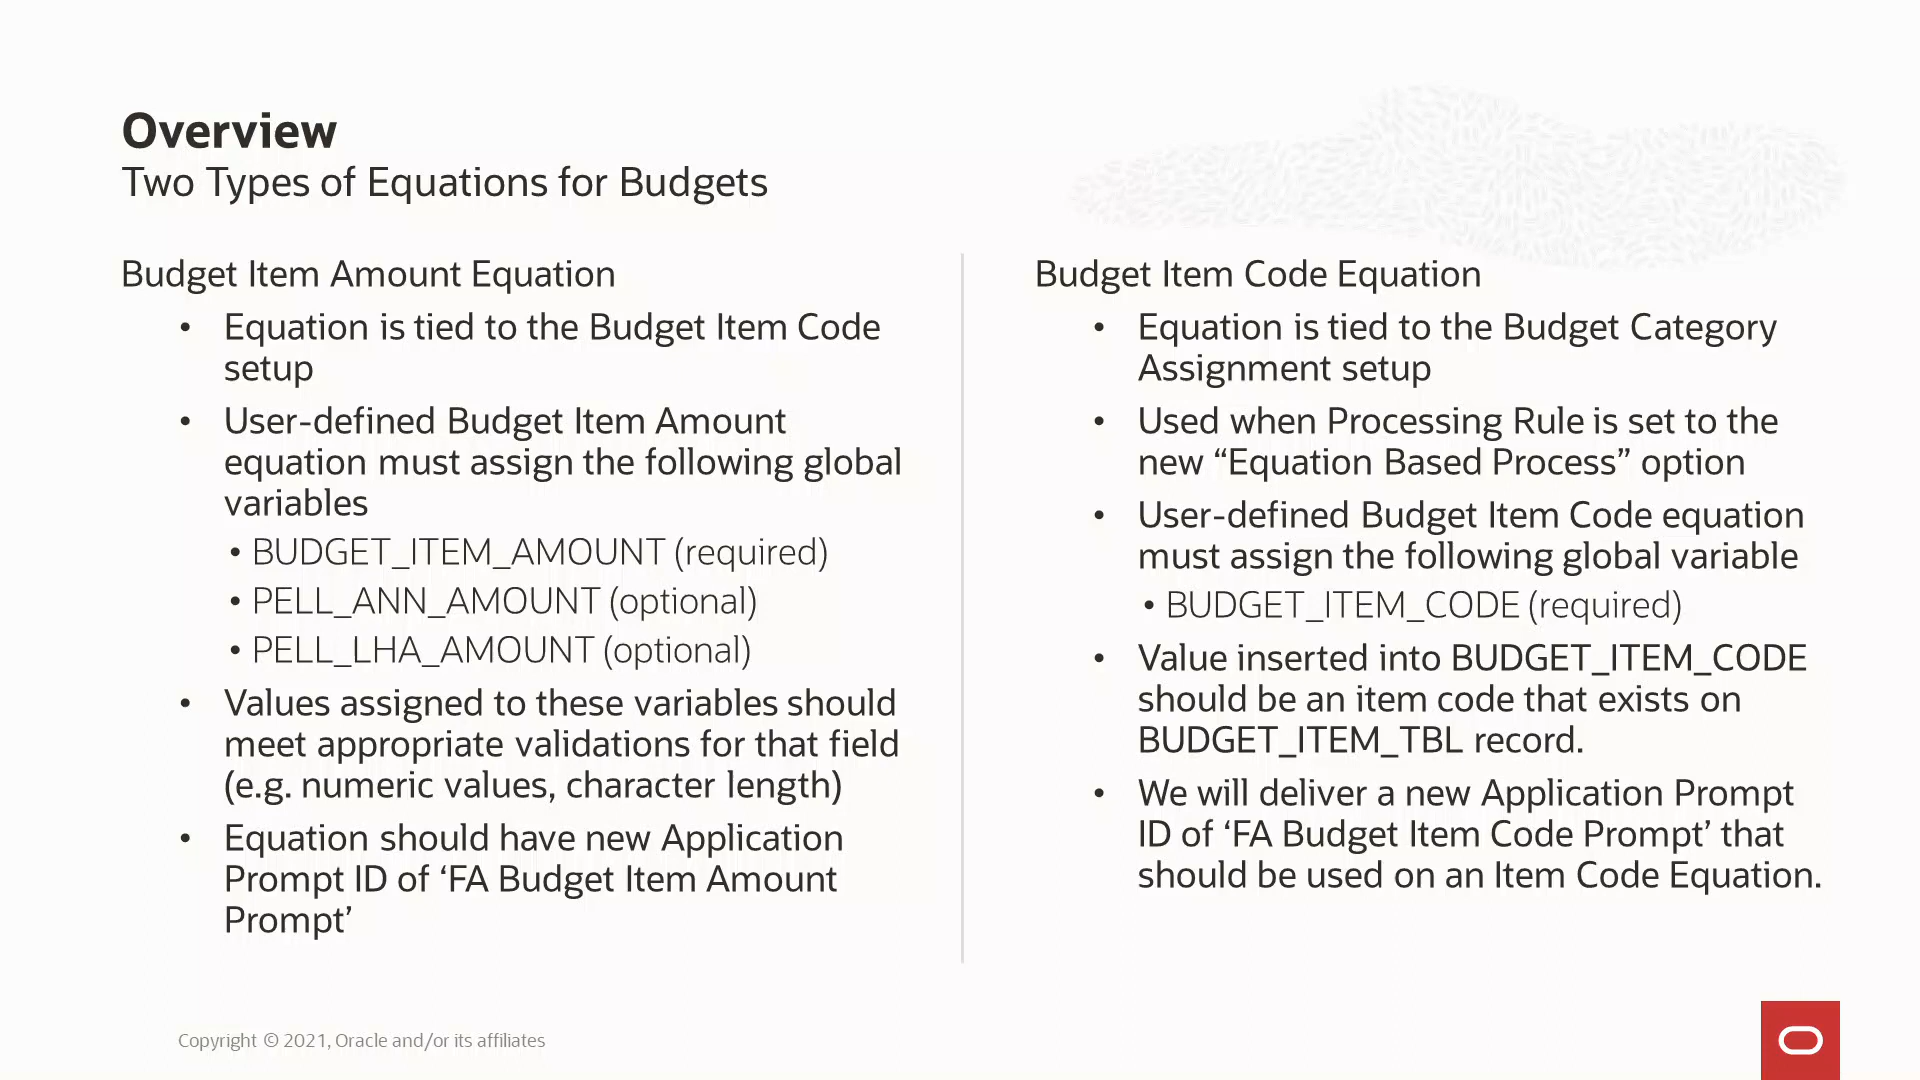 Overview
Two Types of Equations for Budgets
Budget Item Amount Equation
• Equation is tied to the Budget Item Code
setup
• User-defined Budget Item Amount
equation must assign the following global
variables
• BUDGET_ITEM_AMOUNT (required)
• PELL_ANN_AMOUNT (optional)
• PELL_LHA_AMOUNT (optional)
• Values assigned to these variables should
meet appropriate validations for that field
(e.g. numeric values, character length)
• Equation should have new Application
Prompt ID of ‘FA Budget Item Amount
Prompt’
Budget Item Code Equation
• Equation is tied to the Budget Category
Assignment setup
• Used when Processing Rule is set to the
new “Equation Based Process” option
• User-defined Budget Item Code equation
must assign the following global variable
• BUDGET_ITEM_CODE (required)
• Value inserted into BUDGET_ITEM_CODE
should be an item code that exists on
BUDGET_ITEM_TBL record.
• We will deliver a new Application Prompt
ID of ‘FA Budget Item Code Prompt’ that
should be used on an Item Code Equation.
Copyright © 2021, Oracle and/or its affiliates